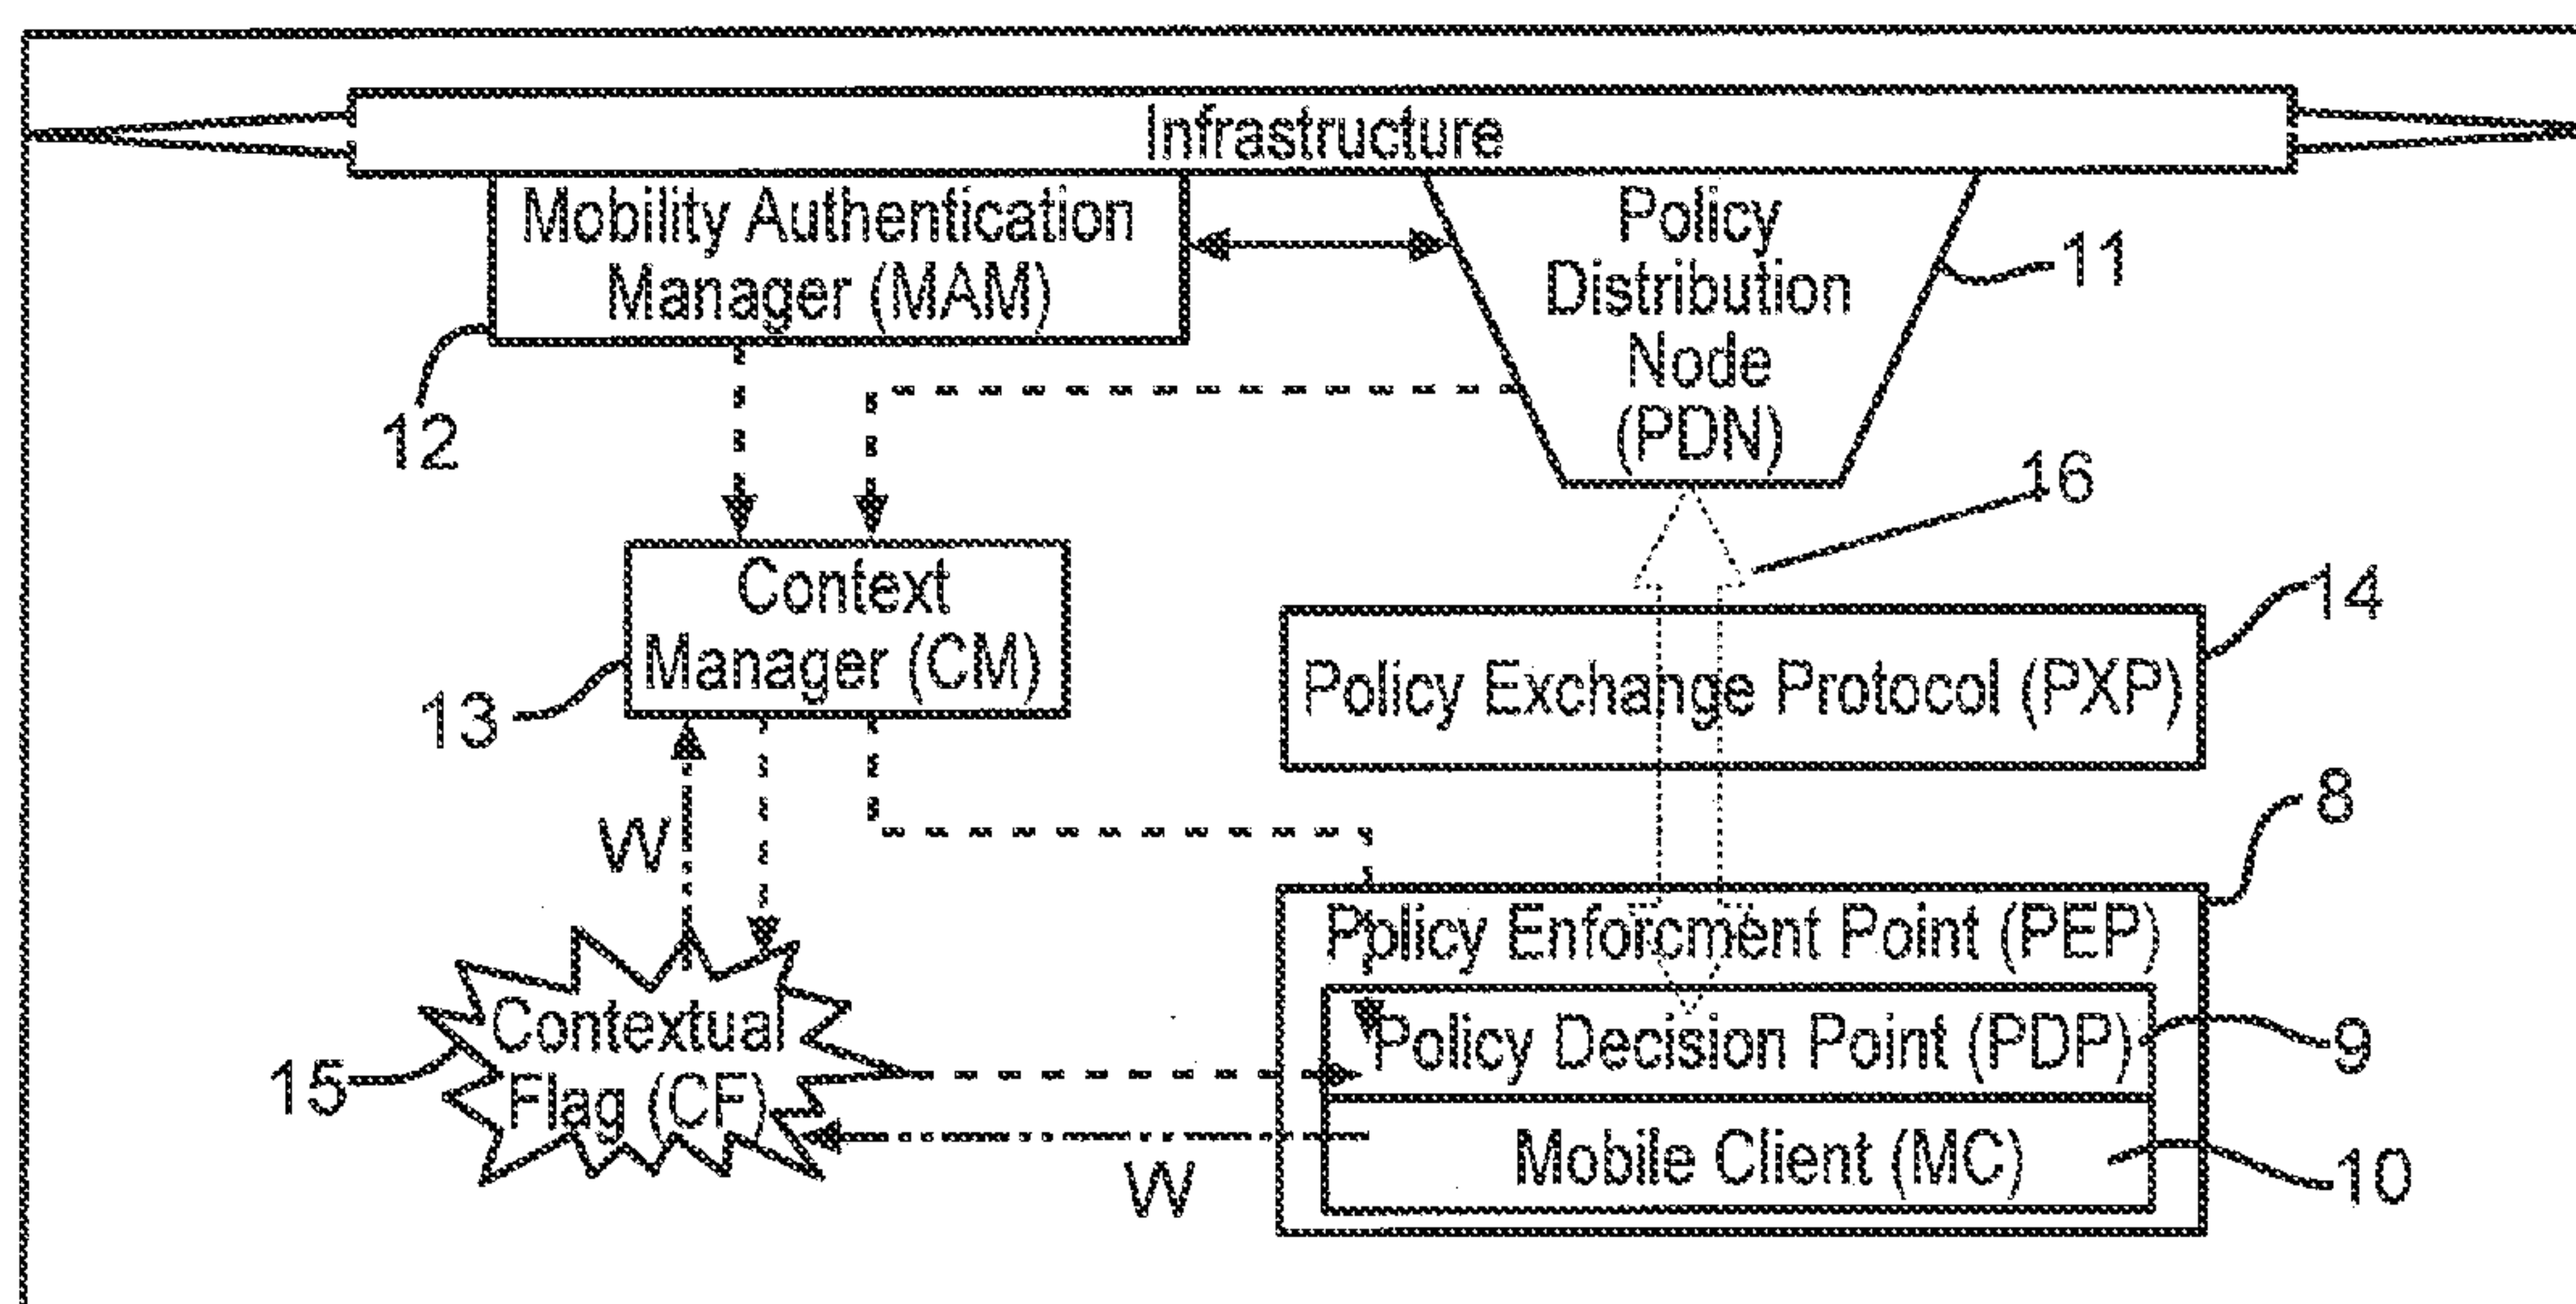 Infrastructure
Mobility Authentication
Manager (MAM)
12
Policy
Distribution
Node
(PDN)
11
16
Context
Manager (CM)
13
Policy Exchange Protocol (PXP)
14
W
8
Policy Enforcment Point (PEP)
Contextual
Flag (CF)
15
Policy Decision Point (PDP)
9
Mobile Client (MC)
10
W